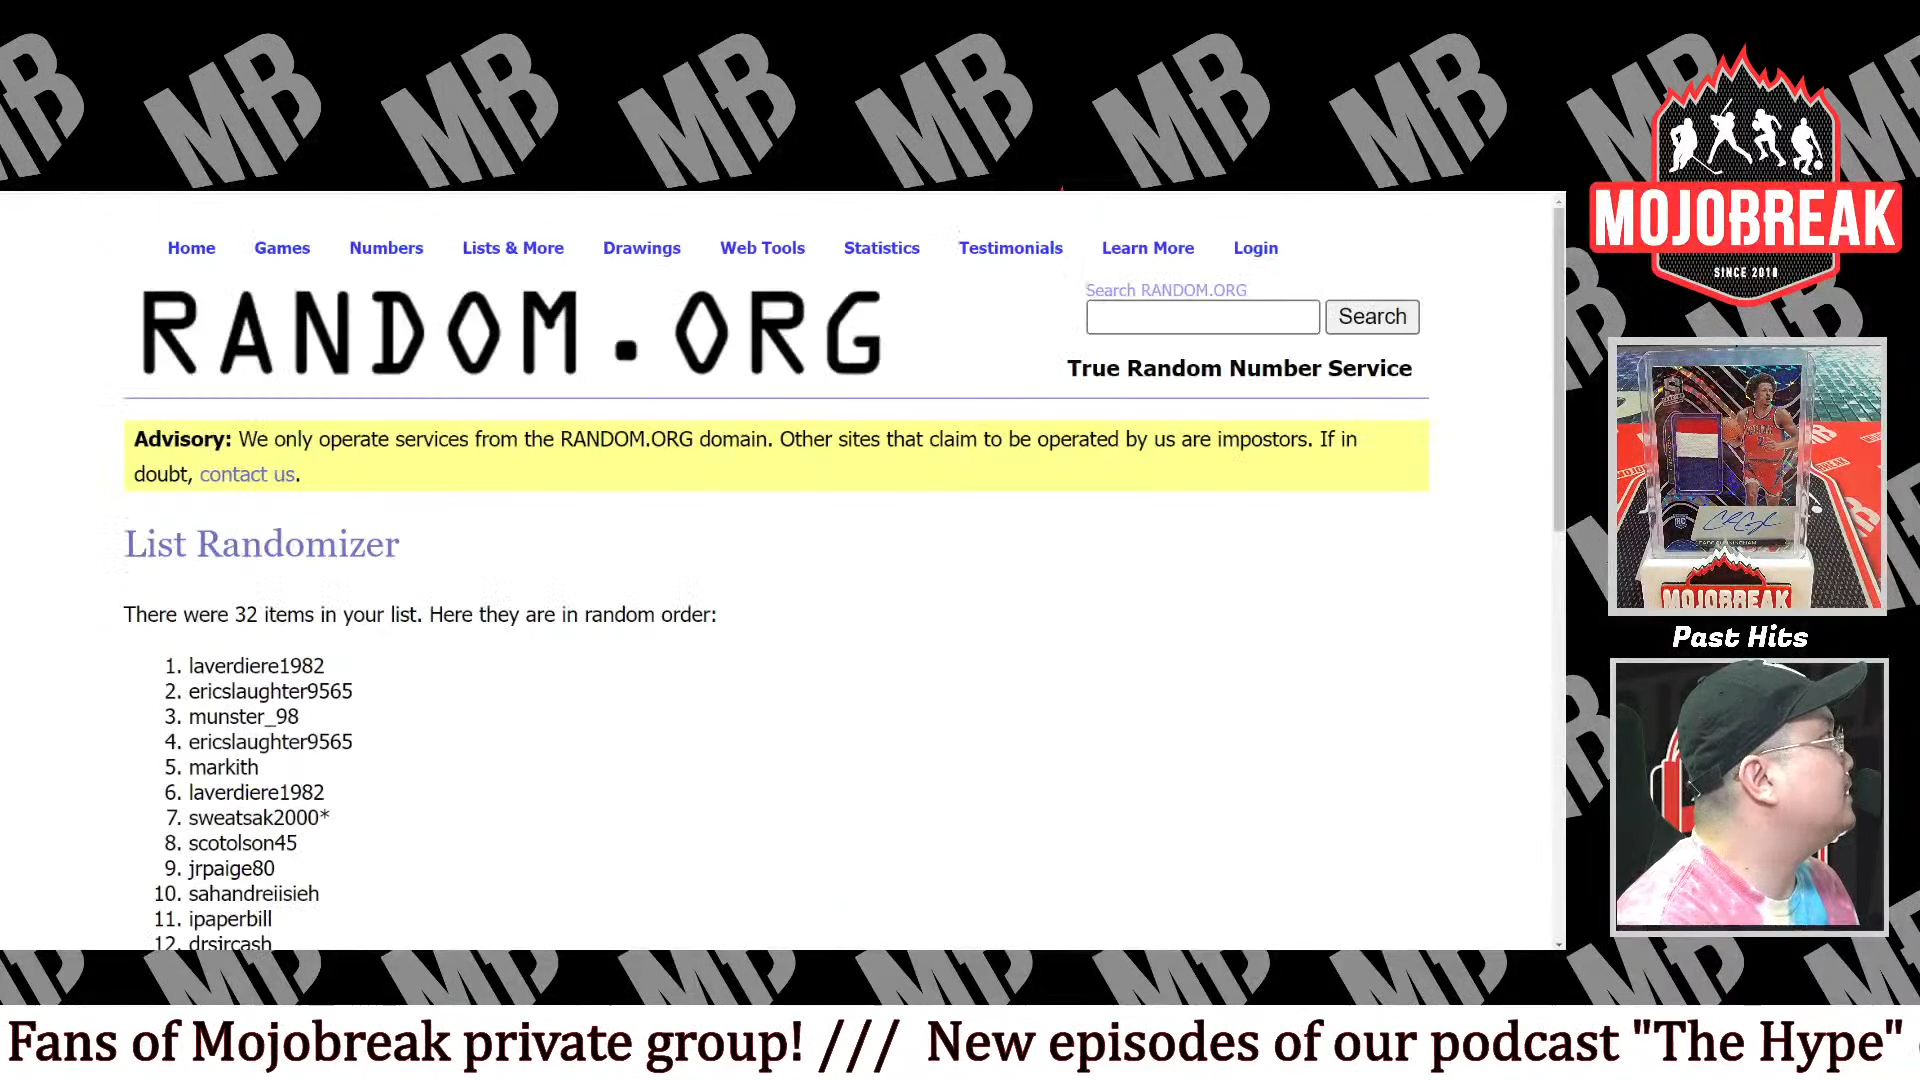 MB MB MB MB MB MB MB MB
MOJOBREAK
SINCE 2010
Home Games Numbers Lists & More Drawings Web Tools Statistics Testimonials Learn More Login
Search RANDOM.ORG
RANDOM.ORG
Search
True Random Number Service
Advisory: We only operate services from the RANDOM.ORG domain. Other sites that claim to be operated by us are impostors. If in
doubt, contact us.
List Randomizer
There were 32 items in your list. Here they are in random order:
1. laverdiere1982
2. ericslaughter9565
3. munster_98
4. ericslaughter9565
5. markith
6. laverdiere1982
7. sweatsak2000*
8. scotolson45
9. jrpaige80
10. sahandreiisieh
11. ipaperbill
12. drsircash
RC
MOJOBREAK
Past Hits
Fans of Mojobreak private group! /// New episodes of our podcast "The Hype"